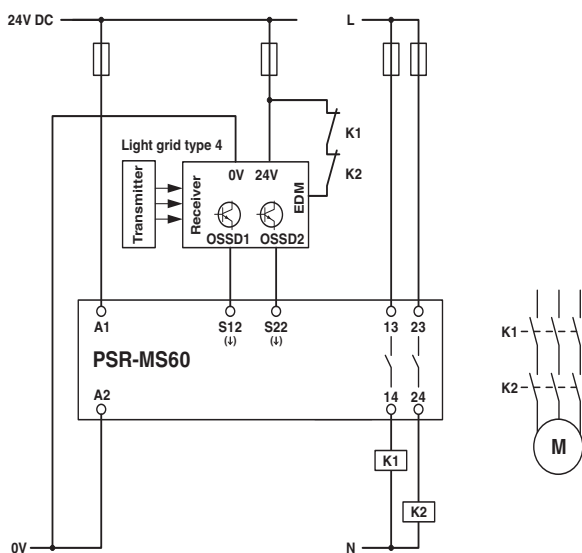 24V DC
L
K1
K2
Light grid type 4
0V 24V
Transmitter
Receiver
EDM
OSSD1 OSSD2
A1 S12 S22 13 23
(↓) (↓)
PSR-MS60
A2 14 24
K1
K2
0V
N
K1
K2
M